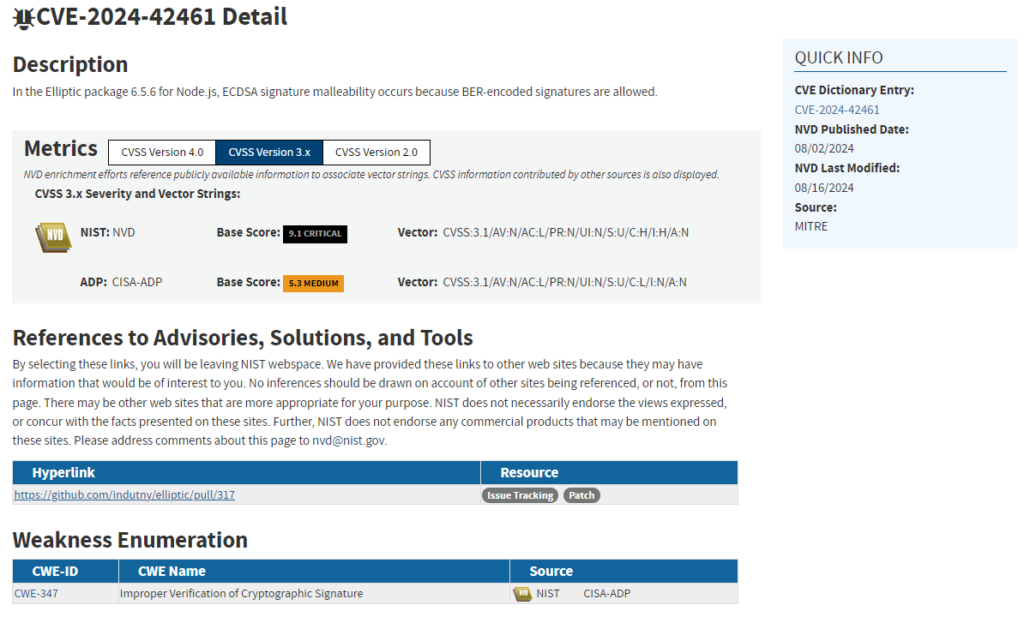 CVE-2024-42461 Detail
Description
In the Elliptic package 6.5.6 for Node.js, ECDSA signature malleability occurs because BER-encoded signatures are allowed.
Metrics
CVSS Version 4.0 CVSS Version 3.x CVSS Version 2.0
NVD enrichment efforts reference publicly available information to associate vector strings. CVSS information contributed by other sources is also displayed.
CVSS 3.x Severity and Vector Strings:
NVD NIST: NVD Base Score: 9.1 CRITICAL Vector: CVSS:3.1/AV:N/AC:L/PR:N/UI:N/S:U/C:H/I:H/A:N
ADP: CISA-ADP Base Score: 5.3 MEDIUM Vector: CVSS:3.1/AV:N/AC:L/PR:N/UI:N/S:U/C:L/I:N/A:N
References to Advisories, Solutions, and Tools
By selecting these links, you will be leaving NIST webspace. We have provided these links to other web sites because they may have
information that would be of interest to you. No inferences should be drawn on account of other sites being referenced, or not, from this
page. There may be other web sites that are more appropriate for your purpose. NIST does not necessarily endorse the views expressed,
or concur with the facts presented on these sites. Further, NIST does not endorse any commercial products that may be mentioned on
these sites. Please address comments about this page to nvd@nist.gov.
Hyperlink Resource
https://github.com/indutny/elliptic/pull/317 Issue Tracking Patch
Weakness Enumeration
CWE-ID CWE Name Source
CWE-347 Improper Verification of Cryptographic Signature NVD NIST CISA-ADP
QUICK INFO
CVE Dictionary Entry:
CVE-2024-42461
NVD Published Date:
08/02/2024
NVD Last Modified:
08/16/2024
Source:
MITRE